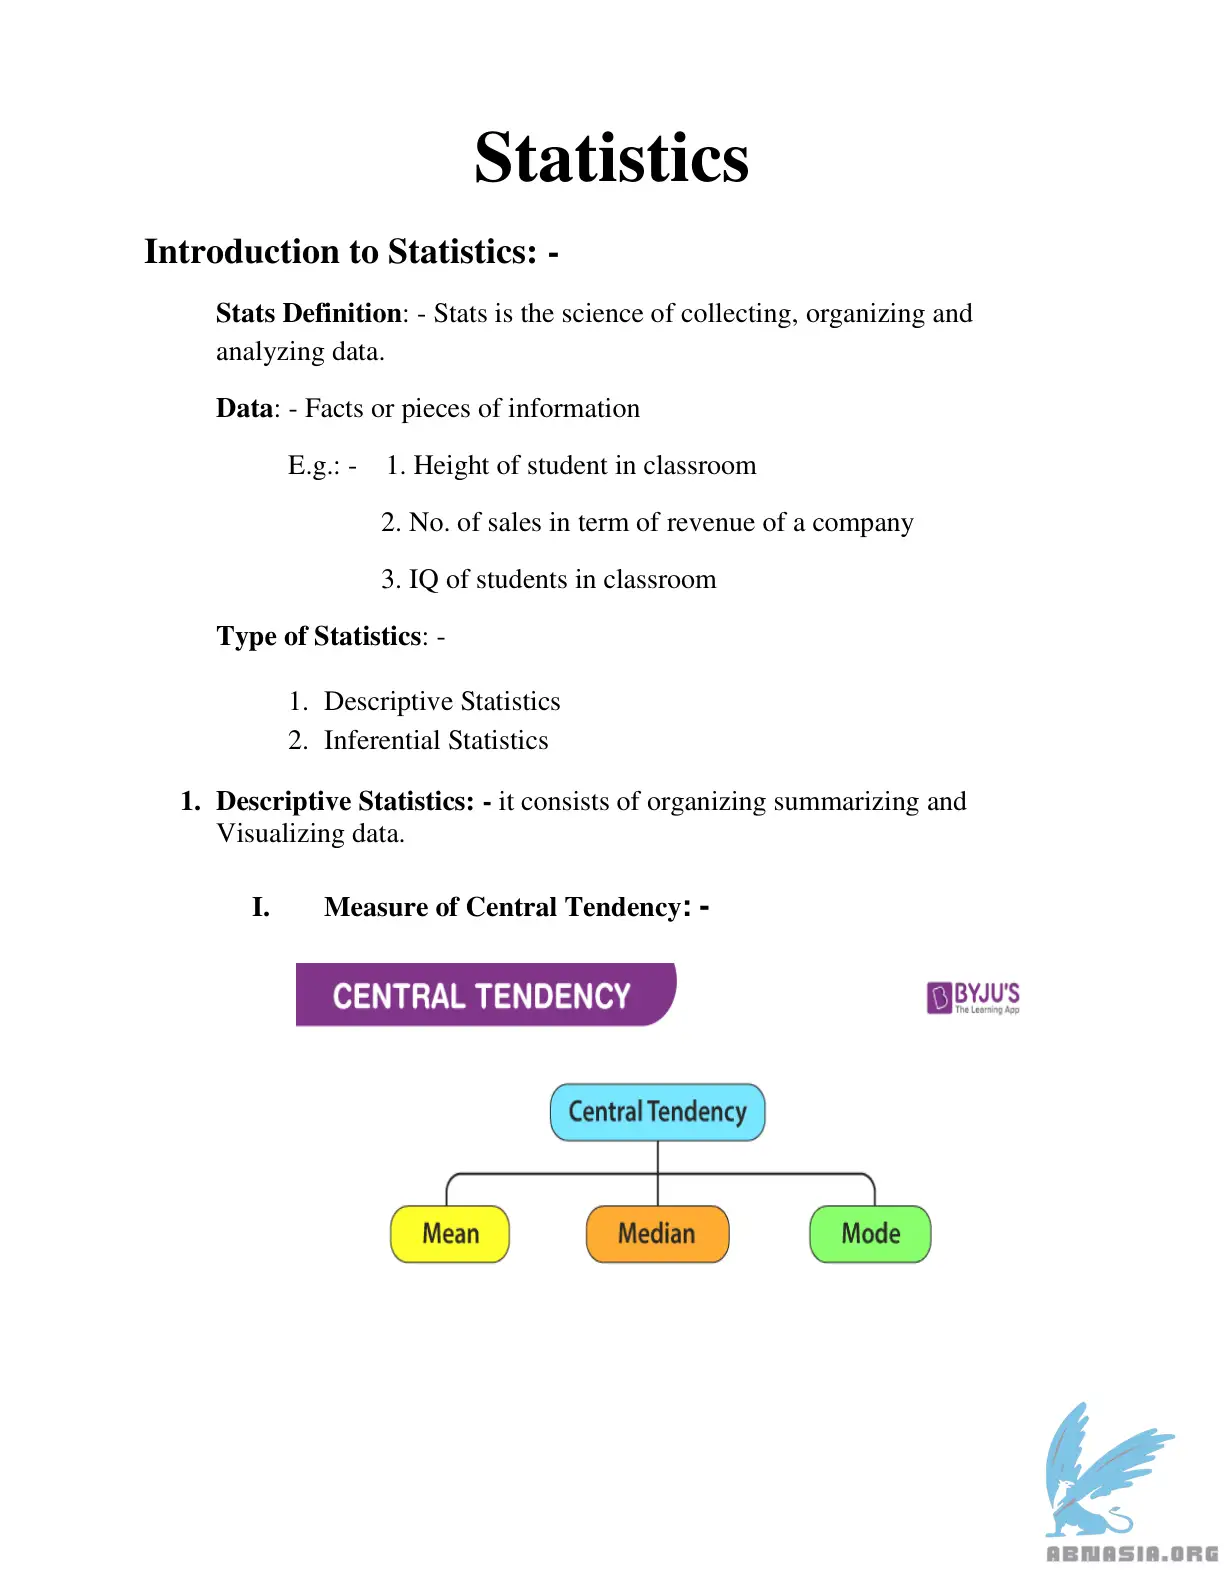 Statistics
Introduction to Statistics: -
Stats Definition: - Stats is the science of collecting, organizing and
analyzing data.
Data: - Facts or pieces of information
E.g.: - 1. Height of student in classroom
2. No. of sales in term of revenue of a company
3. IQ of students in classroom
Type of Statistics: -
1. Descriptive Statistics
2. Inferential Statistics
1. Descriptive Statistics: - it consists of organizing summarizing and
Visualizing data.
I. Measure of Central Tendency: -
CENTRAL TENDENCY
BYJU'S
The Learning App
Central Tendency
Mean Median Mode
ABNASIA.ORG